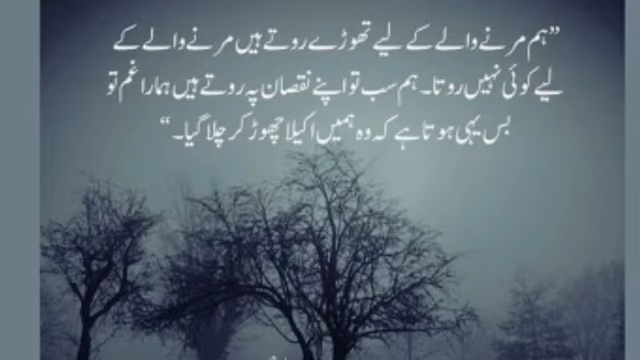 ”ہم مرنے والے کے لیے تھوڑے روتے ہیں مرنے والے کے
لیے کوئی نہیں روتا۔ ہم سب تو اپنے نقصان پہ روتے ہیں ہمارا غم تو
بس یہی ہوتا ہے کہ وہ ہمیں اکیلا چھوڑ کر چلا گیا۔“